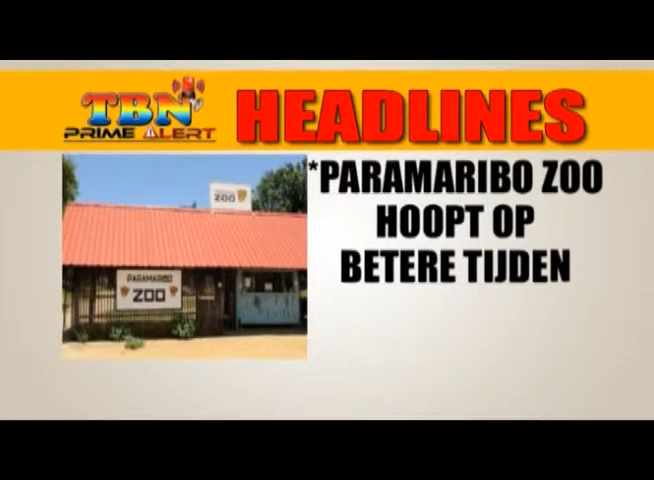 TBN
PRIME ALERT
HEADLINES
ZOO
PARAMARIBO
ZOO
*PARAMARIBO ZOO
HOOPT OP
BETERE TIJDEN